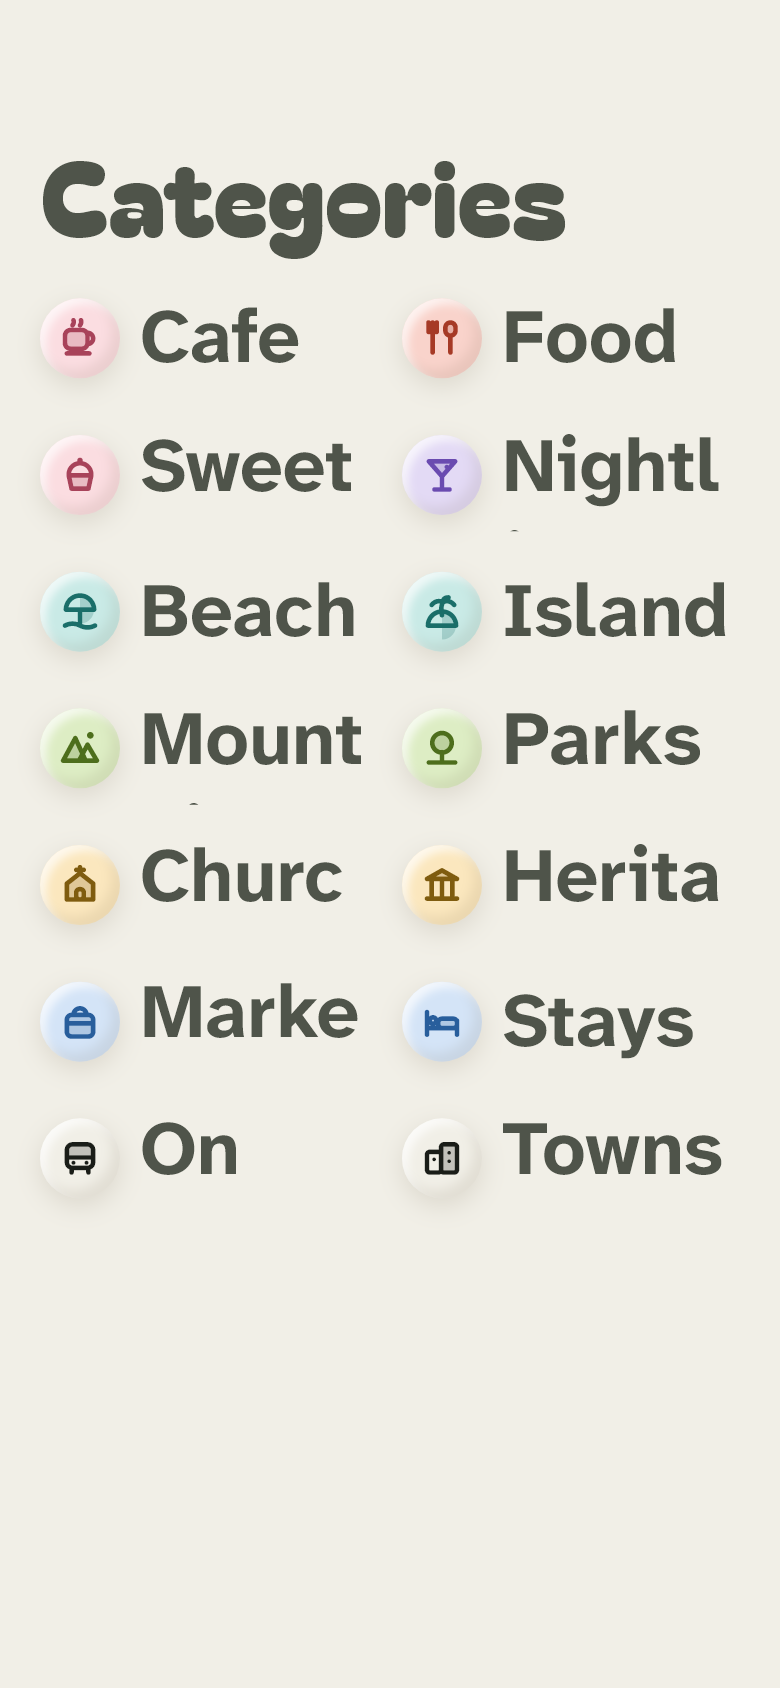 Categories
Cafe
Food
Sweet
Nightl
Beach
Island
Mount
Parks
Churc
Herita
Marke
Stays
On
Towns